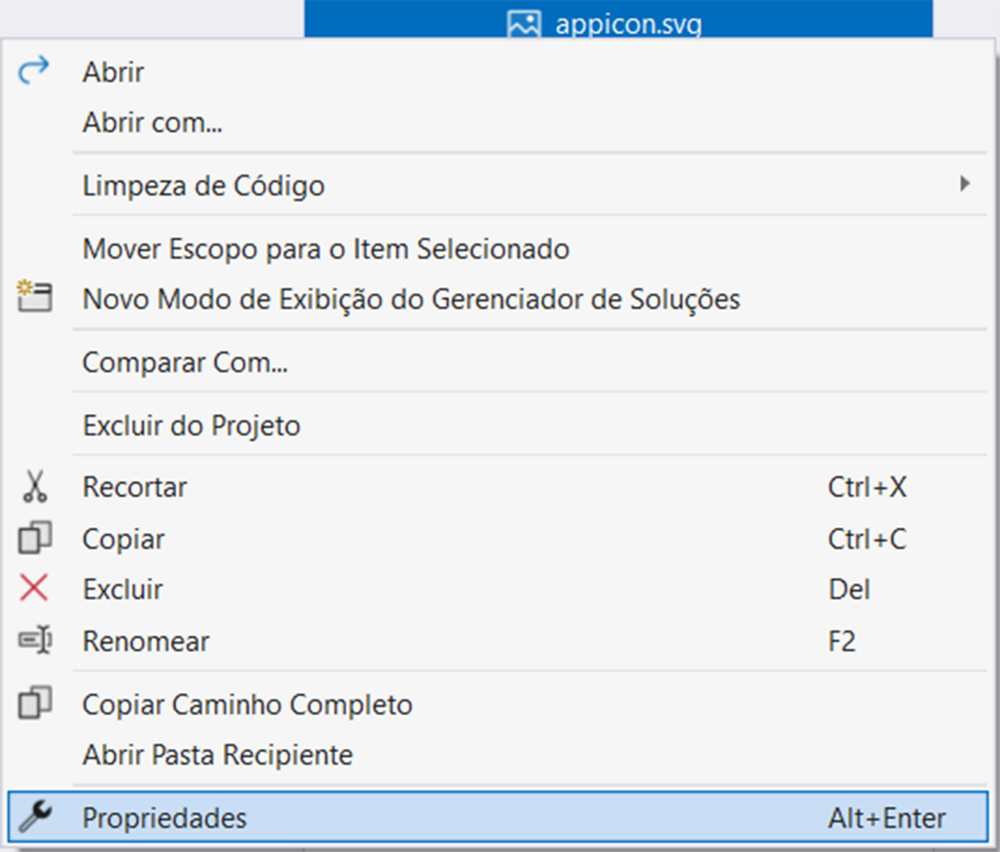 appicon.svg
Abrir
Abrir com...
Limpeza de Código
Mover Escopo para o Item Selecionado
Novo Modo de Exibição do Gerenciador de Soluções
Comparar Com...
Excluir do Projeto
Recortar Ctrl+X
Copiar Ctrl+C
Excluir Del
Renomear F2
Copiar Caminho Completo
Abrir Pasta Recipiente
Propriedades Alt+Enter